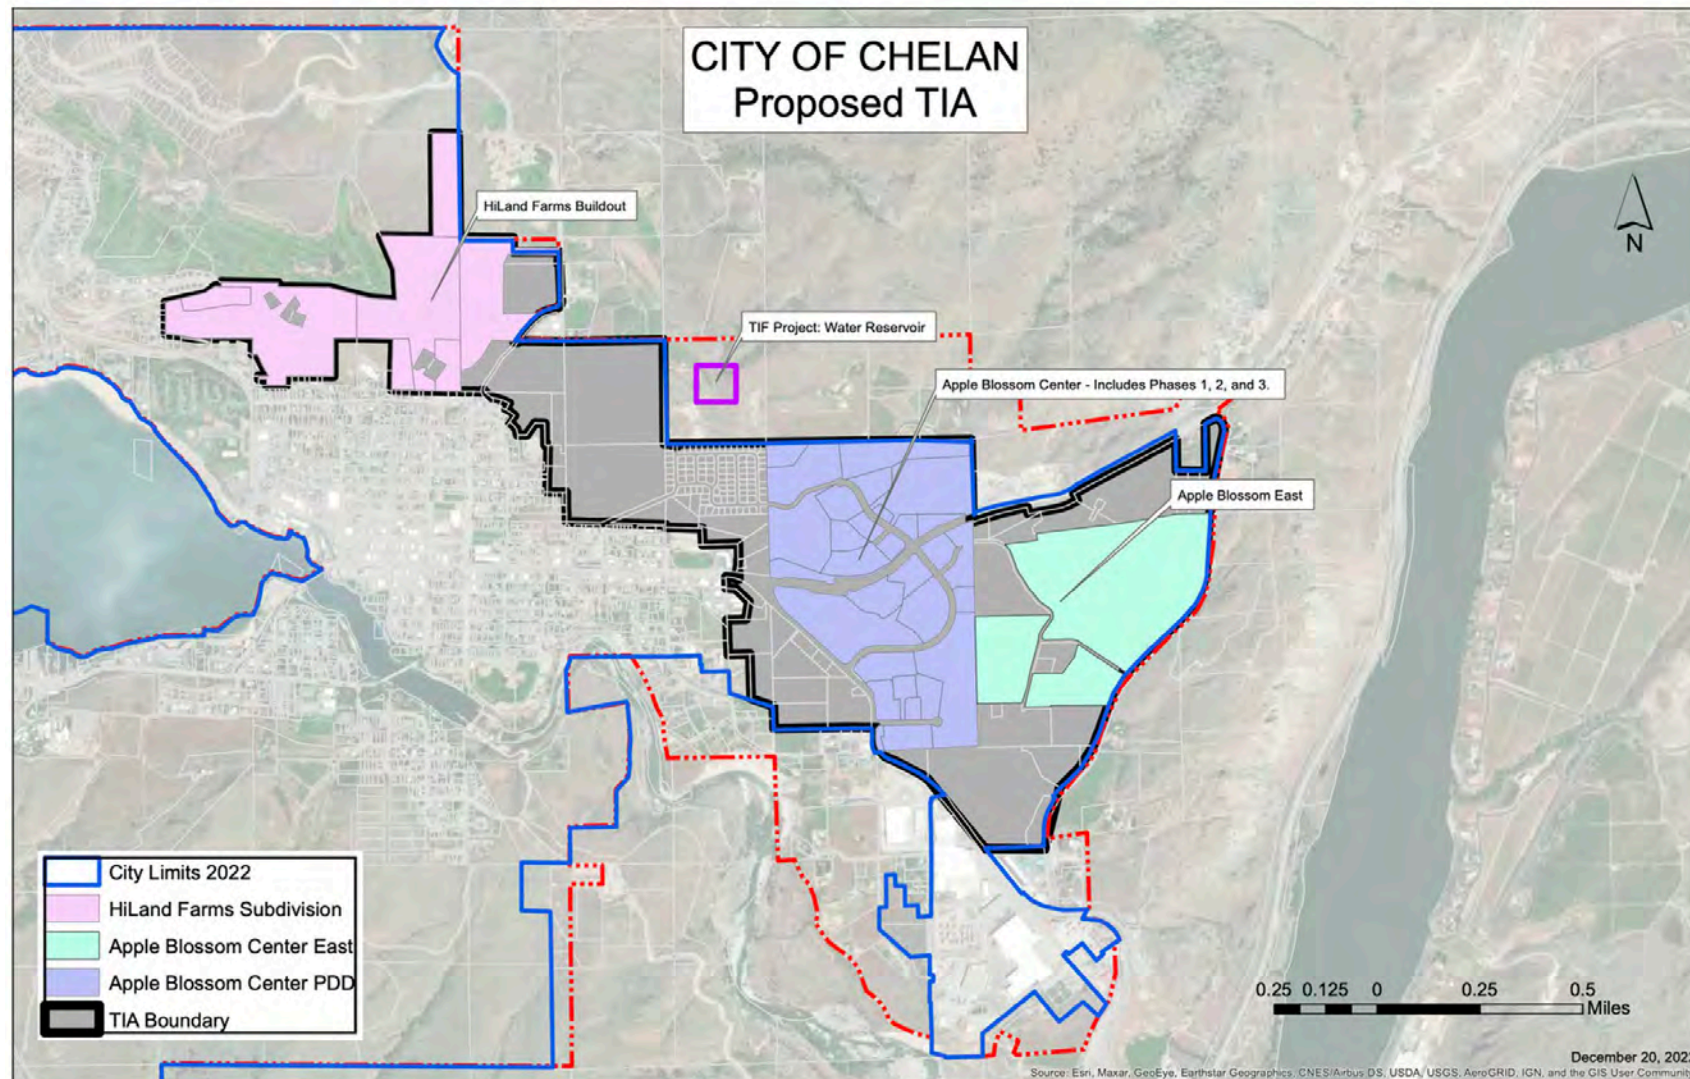 CITY OF CHELAN
Proposed TIA
HiLand Farms Buildout
N
TIF Project: Water Reservoir
Apple Blossom Center - Includes Phases 1, 2, and 3.
Apple Blossom East
City Limits 2022
HiLand Farms Subdivision
Apple Blossom Center East
Apple Blossom Center PDD
TIA Boundary
0.25 0.125 0 0.25 0.5
Miles
December 20, 2022
Source: Esri, Maxar, GeoEye, Earthstar Geographics, CNES/Airbus DS, USDA, USGS, AeroGRID, IGN, and the GIS User Community